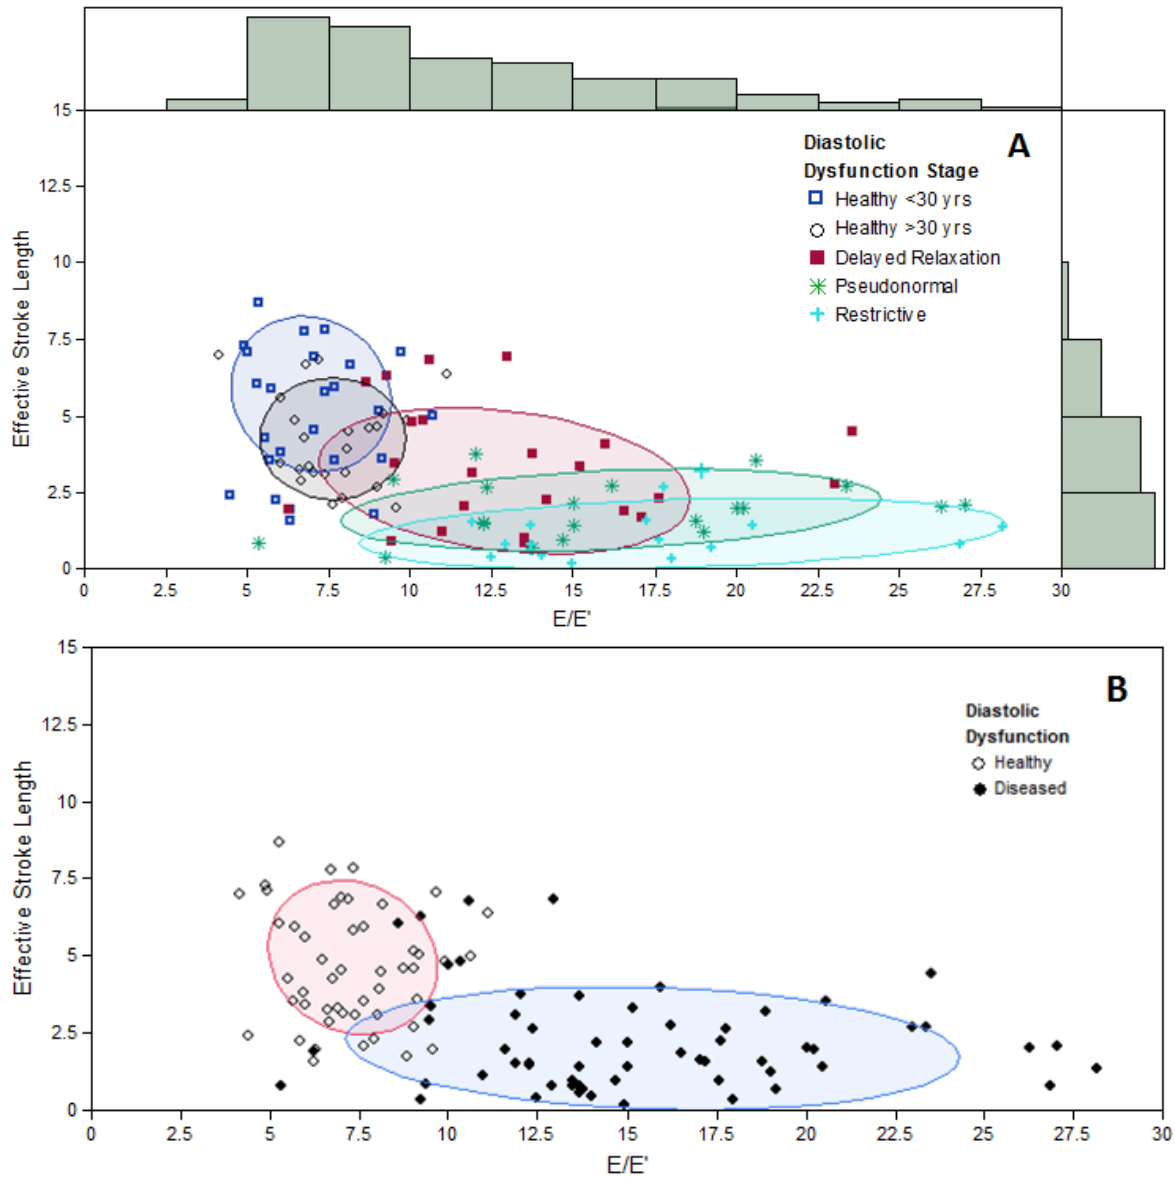 15
12.5
10
7.5
5
2.5
0
Effective Stroke Length
A
Diastolic
Dysfunction Stage
Healthy <30 yrs
Healthy >30 yrs
Delayed Relaxation
Pseudonormal
Restrictive
0 2.5 5 7.5 10 12.5 15 17.5 20 22.5 25 27.5 30
E/E'
15
12.5
10
7.5
5
2.5
0
Effective Stroke Length
B
Diastolic
Dysfunction
Healthy
Diseased
0 2.5 5 7.5 10 12.5 15 17.5 20 22.5 25 27.5 30
E/E'